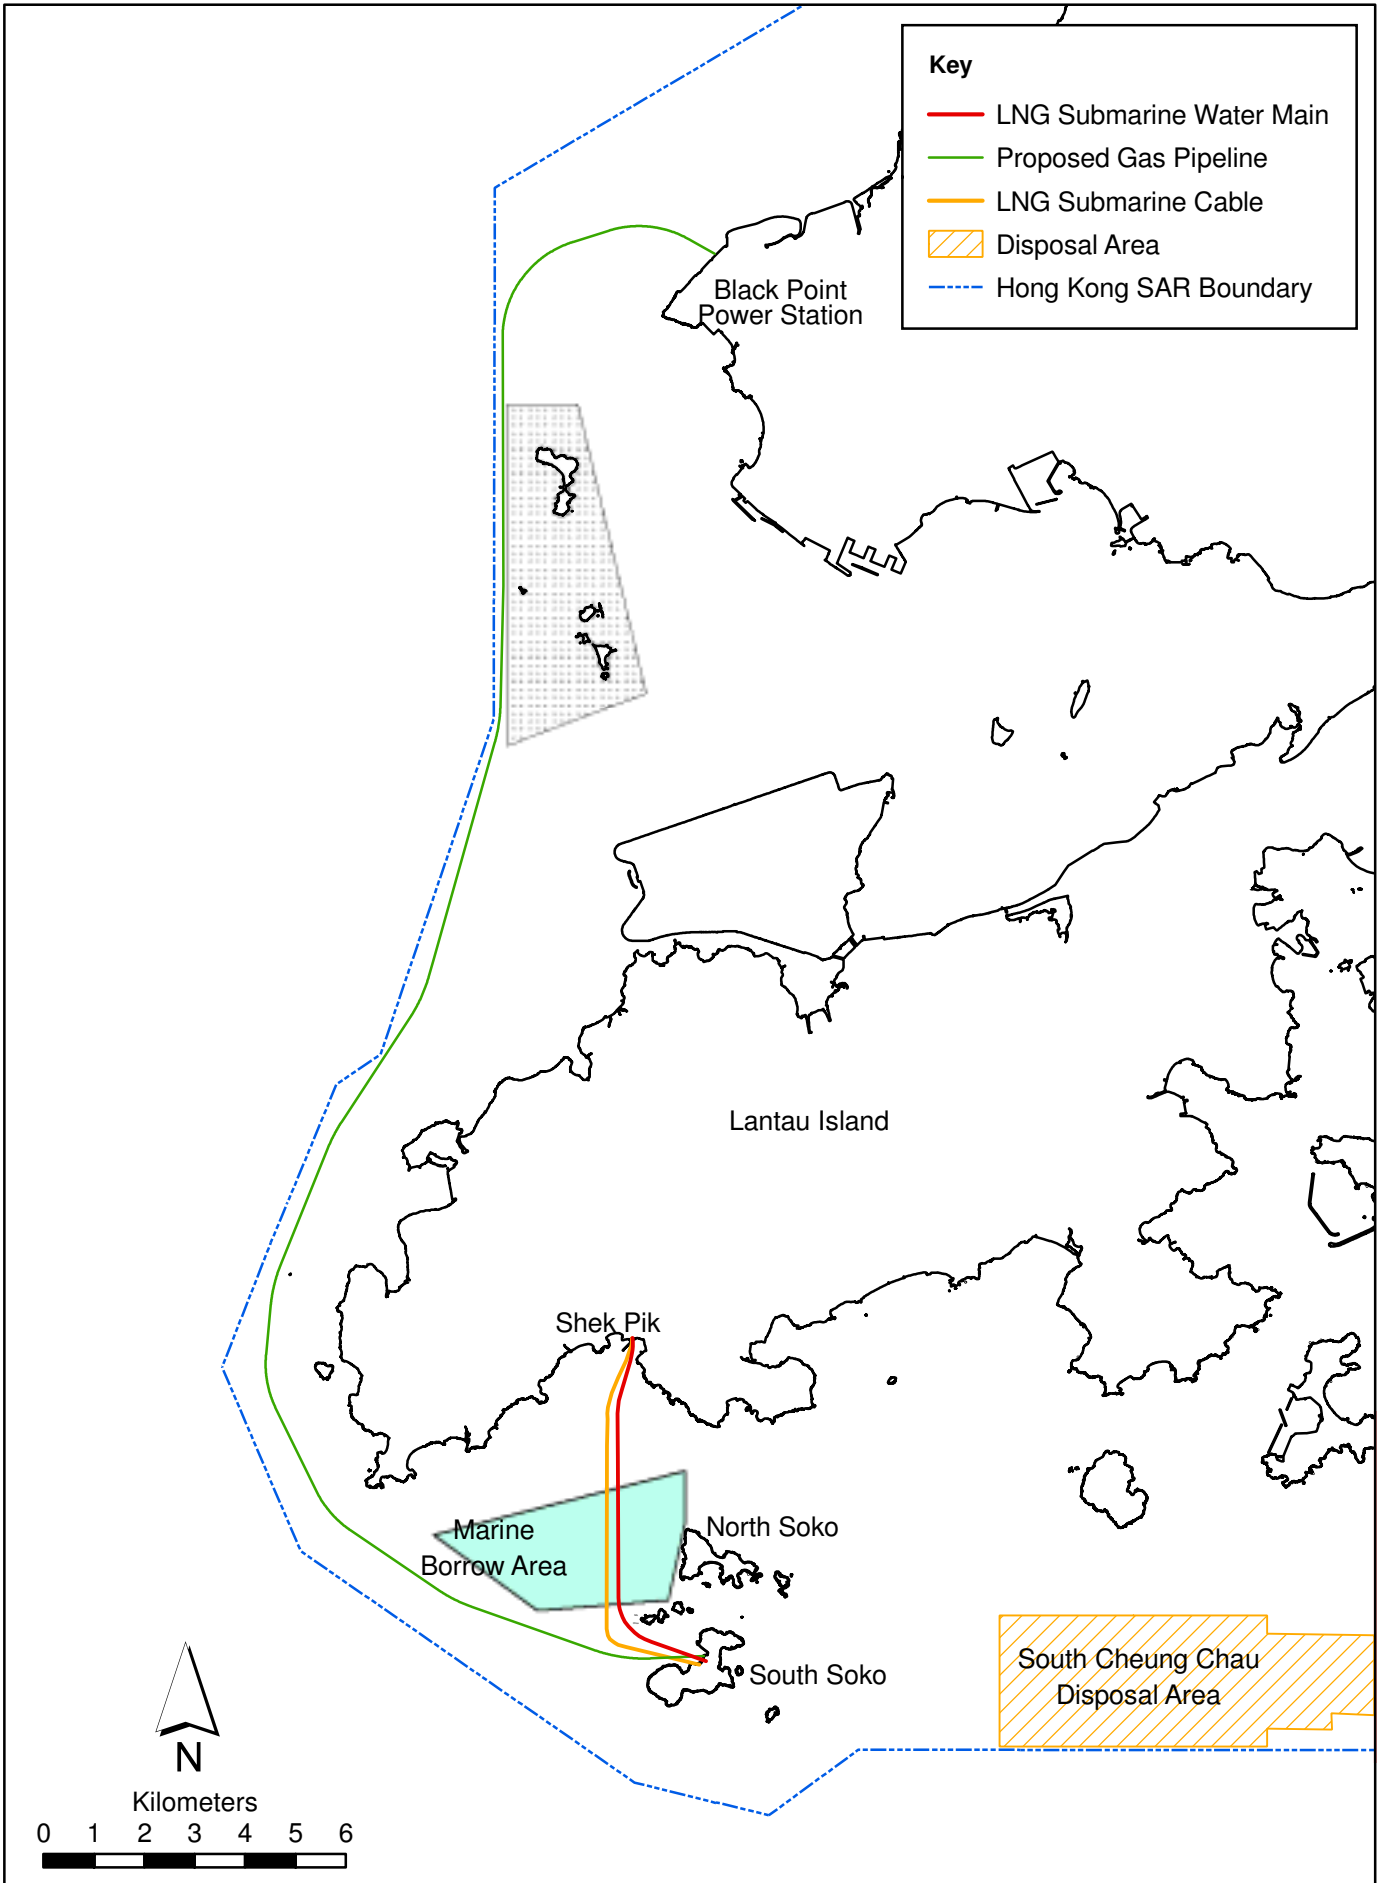 Key
LNG Submarine Water Main
Proposed Gas Pipeline
LNG Submarine Cable
Disposal Area
Hong Kong SAR Boundary
Black Point
Power Station
Lantau Island
Shek Pik
Marine
Borrow Area
North Soko
South Soko
South Cheung Chau
Disposal Area
N
Kilometers
0 1 2 3 4 5 6